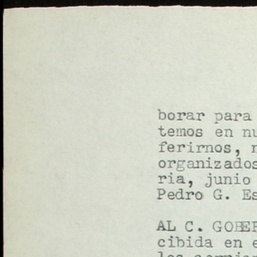 borar para
temos en nu
ferirnos, n
organizados
ria, junio
Pedro G. Es
AL C. GOBER
cibida en e